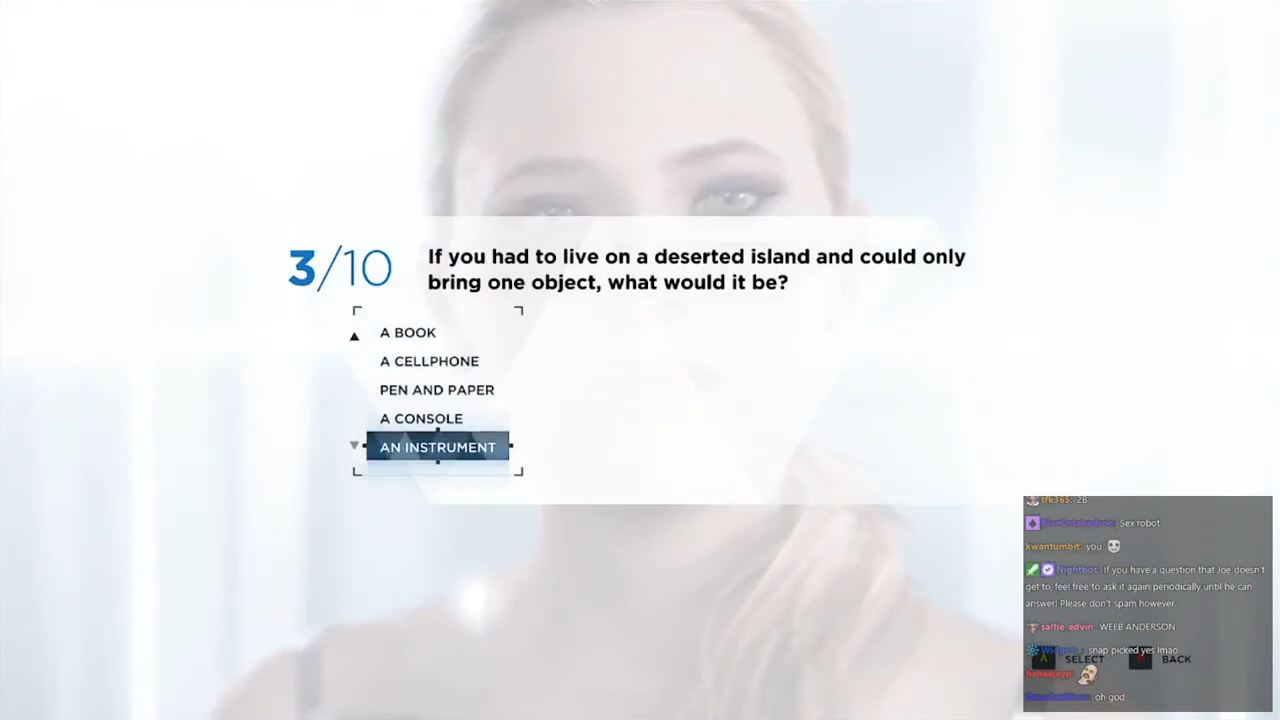 3/10
If you had to live on a deserted island and could only
bring one object, what would it be?
A BOOK
A CELLPHONE
PEN AND PAPER
A CONSOLE
AN INSTRUMENT
tfk365: 2B
Sex robot
kwantumbit: you
Nightbot: If you have a question that Joe doesn't
get to, feel free to ask it again periodically until he can
answer! Please don't spam however.
saltie_edvin: WEEB ANDERSON
snap picked yes lmao
A SELECT BACK
oh god